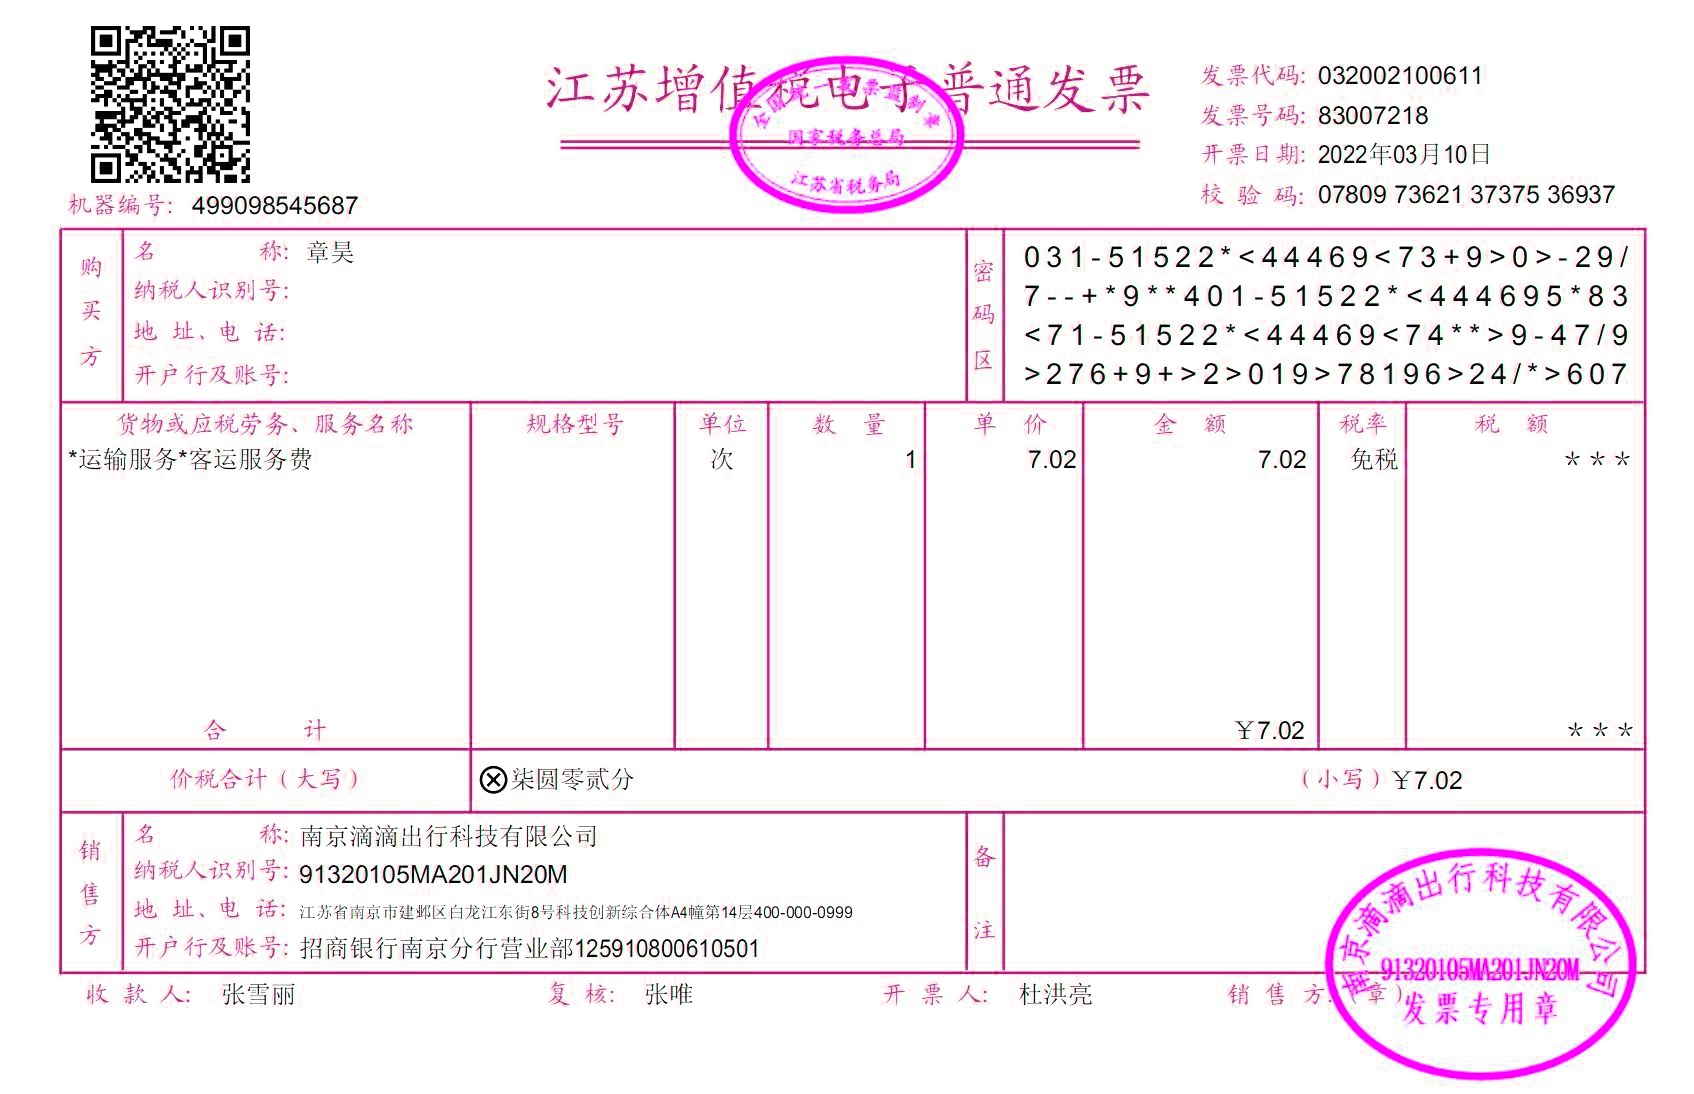 江苏增值税电子普通发票
全国统一发票监制章
国家税务总局
江苏省税务局
发票代码: 032002100611
发票号码: 83007218
开票日期: 2022年03月10日
校验码: 07809 73621 37375 36937
机器编号: 499098545687
购买方
名称: 章昊
纳税人识别号:
地址、电话:
开户行及账号:
密码区
031-51522*<44469<73+9>0>-29/
7--+*9**401-51522*<444695*83
<71-51522*<44469<74**>9-47/9
>276+9+>2>019>78196>24/*>607
货物或应税劳务、服务名称 规格型号 单位 数量 单价 金额 税率 税额
*运输服务*客运服务费 次 1 7.02 7.02 免税 ***
合计 ¥7.02 ***
价税合计(大写) ⊗柒圆零贰分 (小写) ¥7.02
销售方
名称: 南京滴滴出行科技有限公司
纳税人识别号: 91320105MA201JN20M
地址、电话: 江苏省南京市建邺区白龙江东街8号科技创新综合体A4幢第14层400-000-0999
开户行及账号: 招商银行南京分行营业部125910800610501
备注
收款人: 张雪丽 复核: 张唯 开票人: 杜洪亮 销售方:(章)
南京滴滴出行科技有限公司
91320105MA201JN20M
发票专用章